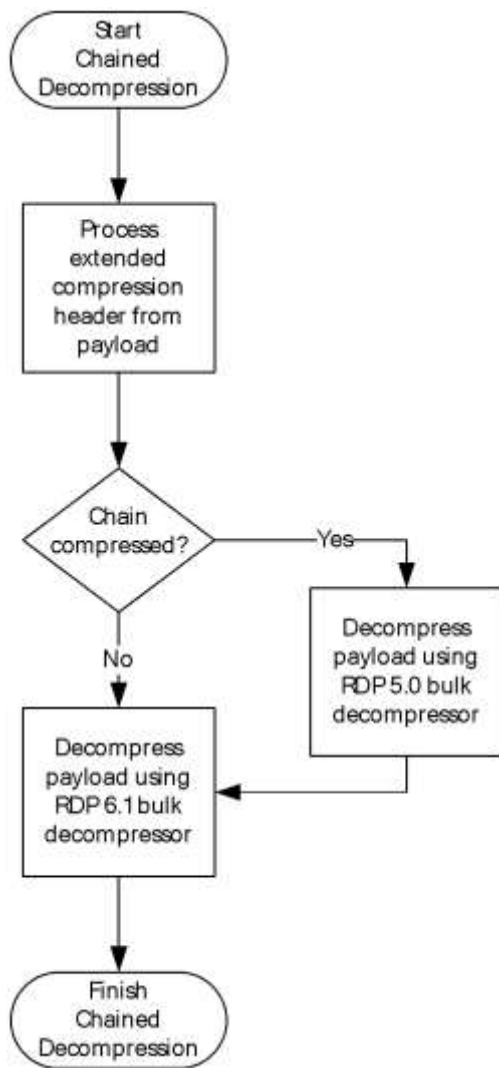 Start
Chained
Decompression
Process
extended
compression
header from
payload
Chain
compressed?
Yes
No
Decompress
payload using
RDP 5.0 bulk
decompressor
Decompress
payload using
RDP 6.1 bulk
decompressor
Finish
Chained
Decompression